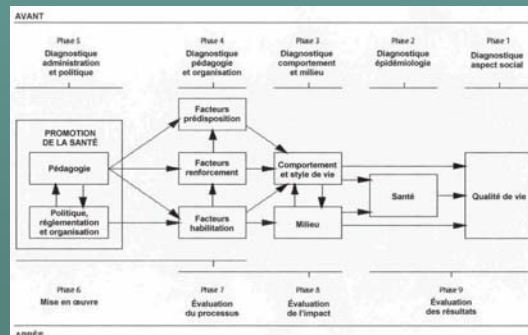 AVANT
Phase 5
Diagnostique
administration
et politique
Phase 4
Diagnostique
pédagogie
et organisation
Phase 3
Diagnostique
comportement
et milieu
Phase 2
Diagnostique
épidémiologie
Phase 1
Diagnostique
aspect social
PROMOTION
DE LA SANTÉ
Pédagogie
Politique,
réglementation
et organisation
Facteurs
prédisposition
Facteurs
renforcement
Facteurs
habilitation
Comportement
et style de vie
Milieu
Santé
Qualité de vie
Phase 6
Mise en œuvre
Phase 7
Évaluation
du processus
Phase 8
Évaluation
de l'impact
Phase 9
Évaluation
des résultats
APRÈS